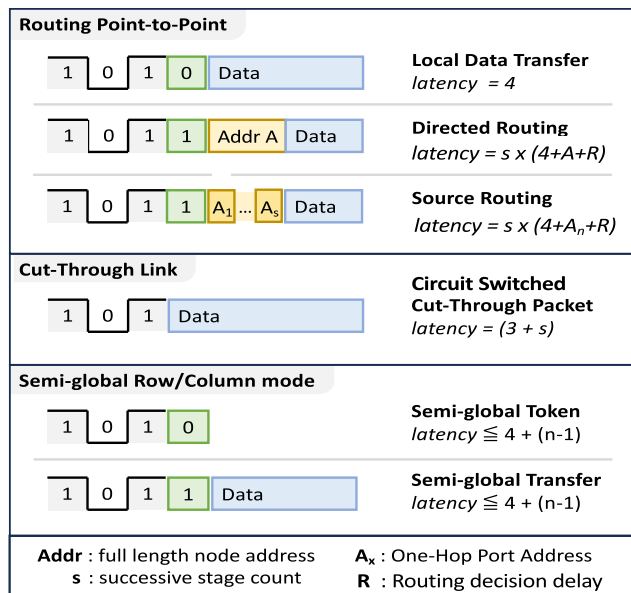 Routing Point-to-Point
1 0 1 0 Data
Local Data Transfer
latency = 4
1 0 1 1 Addr A Data
Directed Routing
latency = s x (4+A+R)
1 0 1 1 A1 ... As Data
Source Routing
latency = s x (4+An+R)
Cut-Through Link
1 0 1 Data
Circuit Switched
Cut-Through Packet
latency = (3 + s)
Semi-global Row/Column mode
1 0 1 0
Semi-global Token
latency ≦ 4 + (n-1)
1 0 1 1 Data
Semi-global Transfer
latency ≦ 4 + (n-1)
Addr : full length node address
Ax : One-Hop Port Address
s : successive stage count
R : Routing decision delay